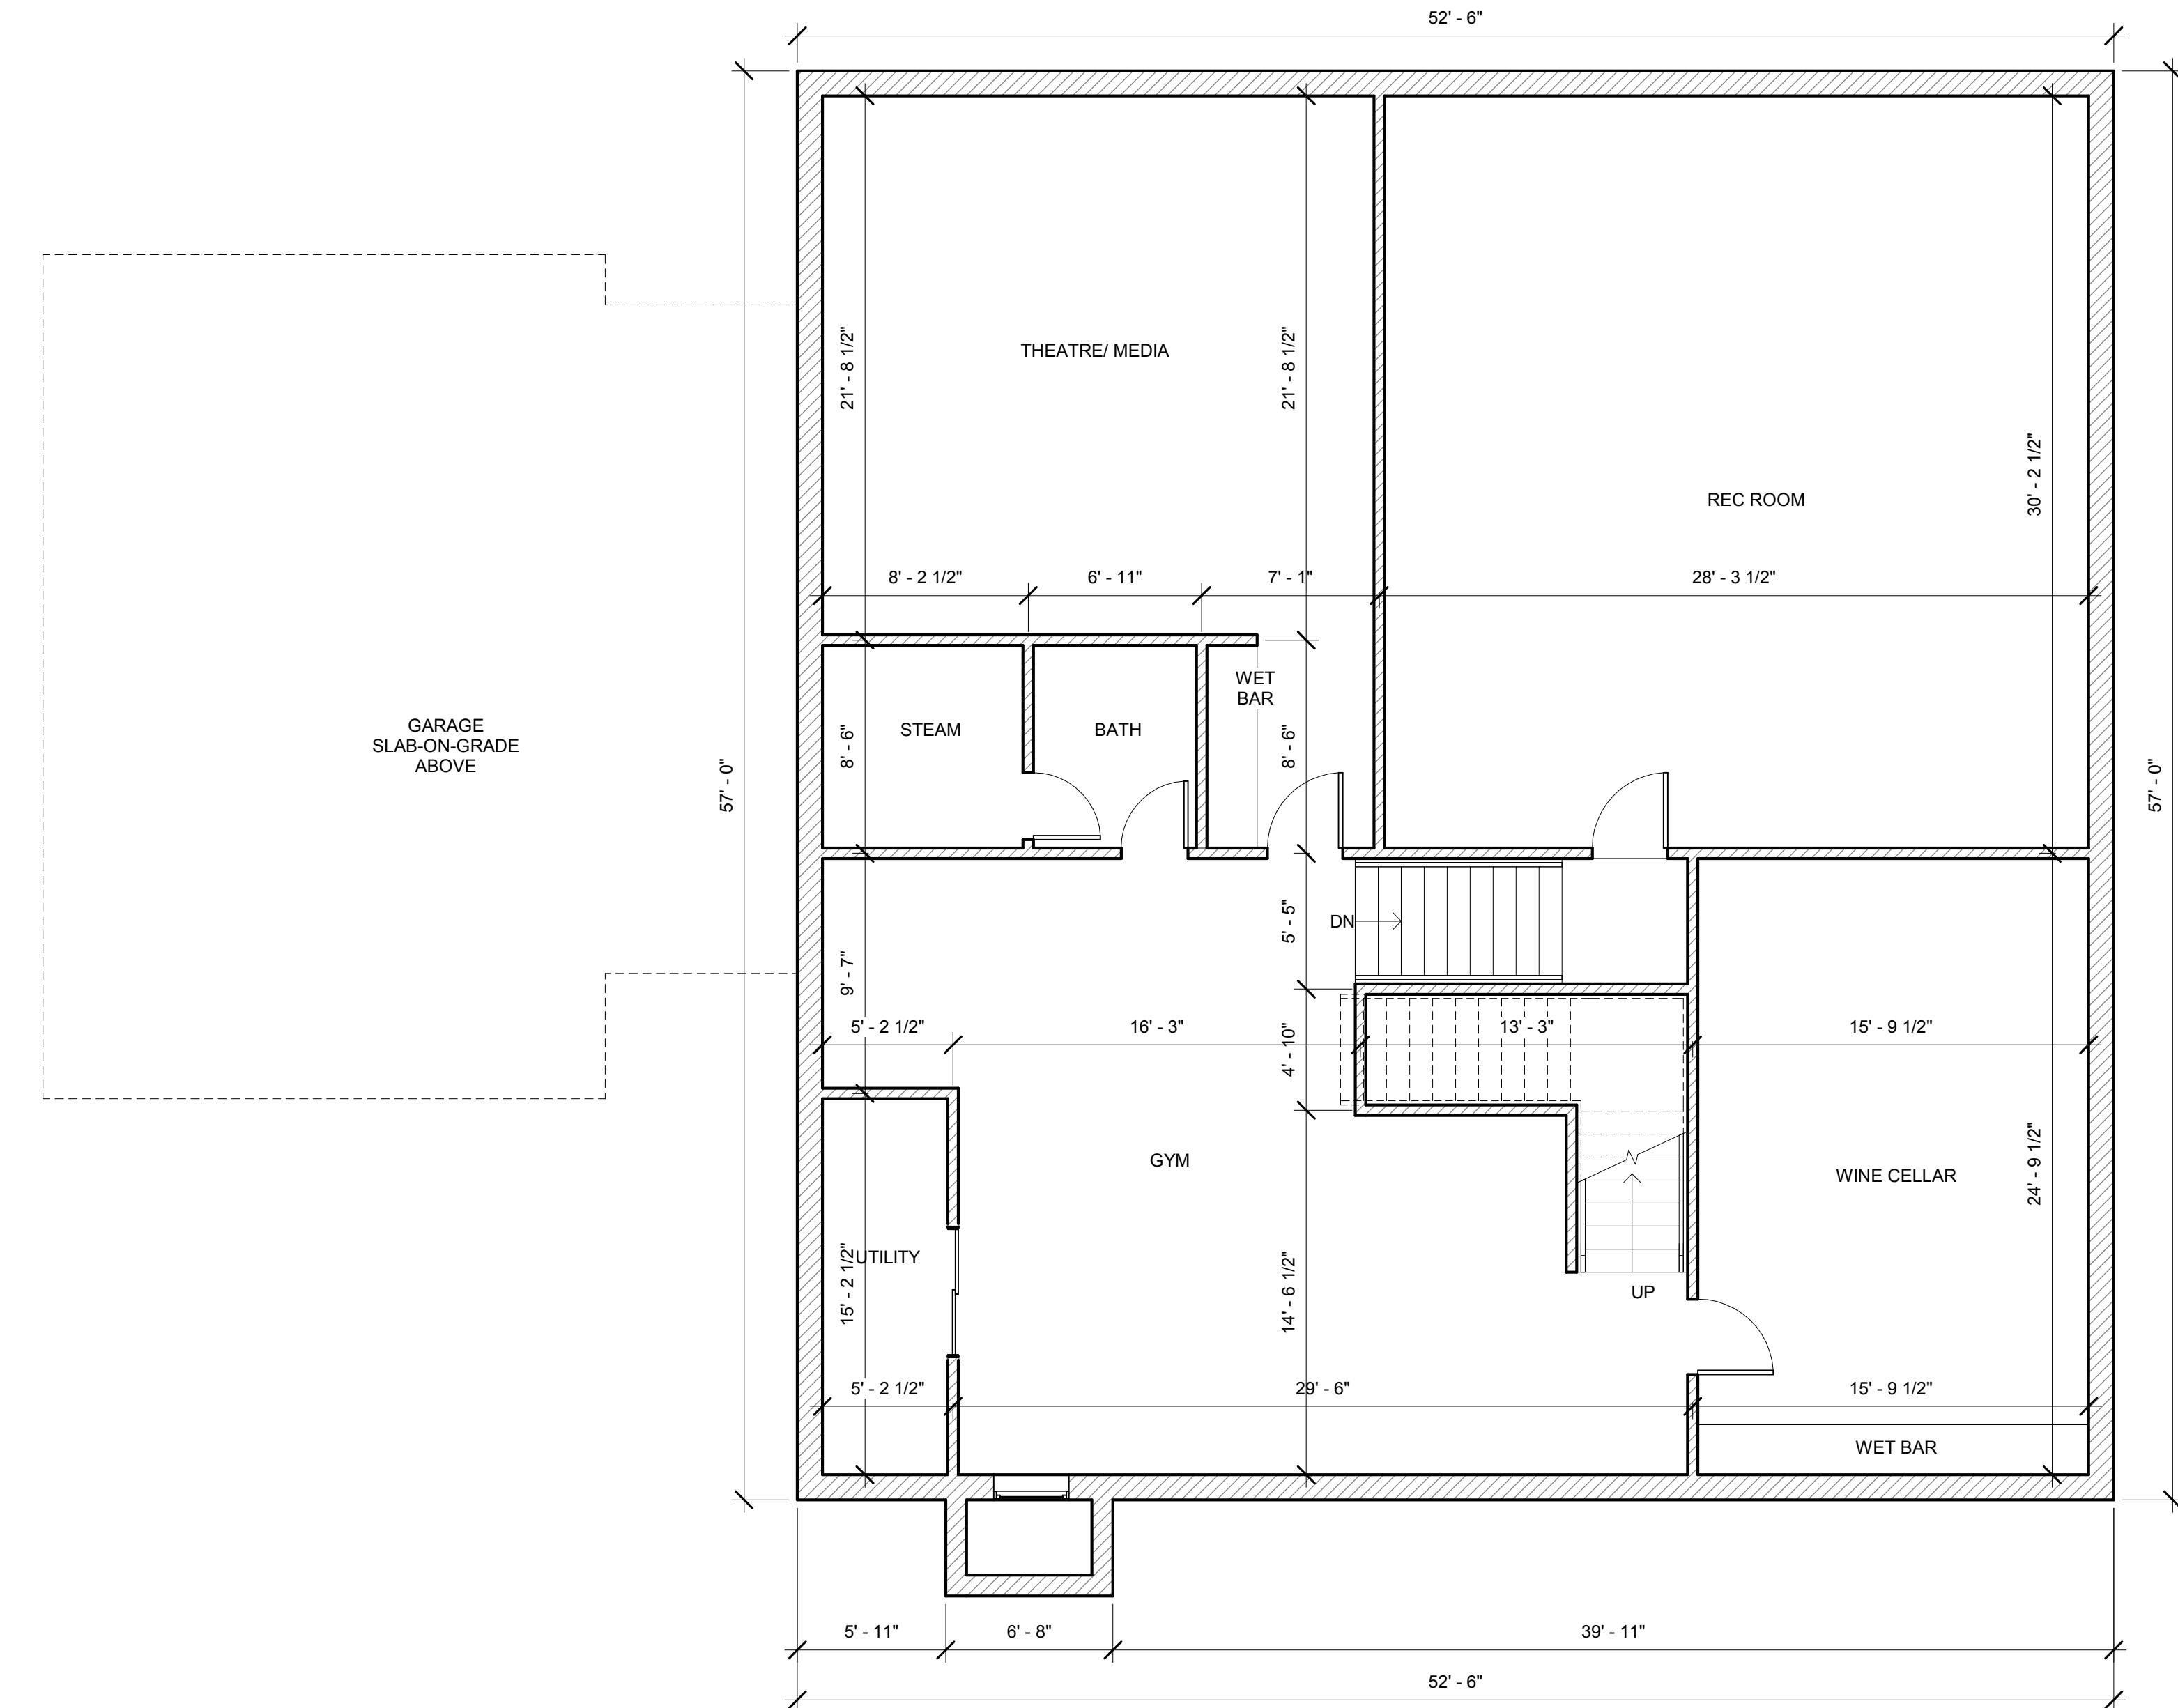 52' - 6"
THEATRE/ MEDIA
21' - 8 1/2"
21' - 8 1/2"
REC ROOM
30' - 2 1/2"
8' - 2 1/2"
6' - 11"
7' - 1"
28' - 3 1/2"
WET
BAR
STEAM
BATH
8' - 6"
8' - 6"
GARAGE
SLAB-ON-GRADE
ABOVE
57' - 0"
57' - 0"
DN
5' - 5"
9' - 7"
5' - 2 1/2"
16' - 3"
13' - 3"
15' - 9 1/2"
4' - 10"
GYM
WINE CELLAR
24' - 9 1/2"
UTILITY
15' - 2 1/2"
14' - 6 1/2"
UP
5' - 2 1/2"
29' - 6"
15' - 9 1/2"
WET BAR
5' - 11"
6' - 8"
39' - 11"
52' - 6"